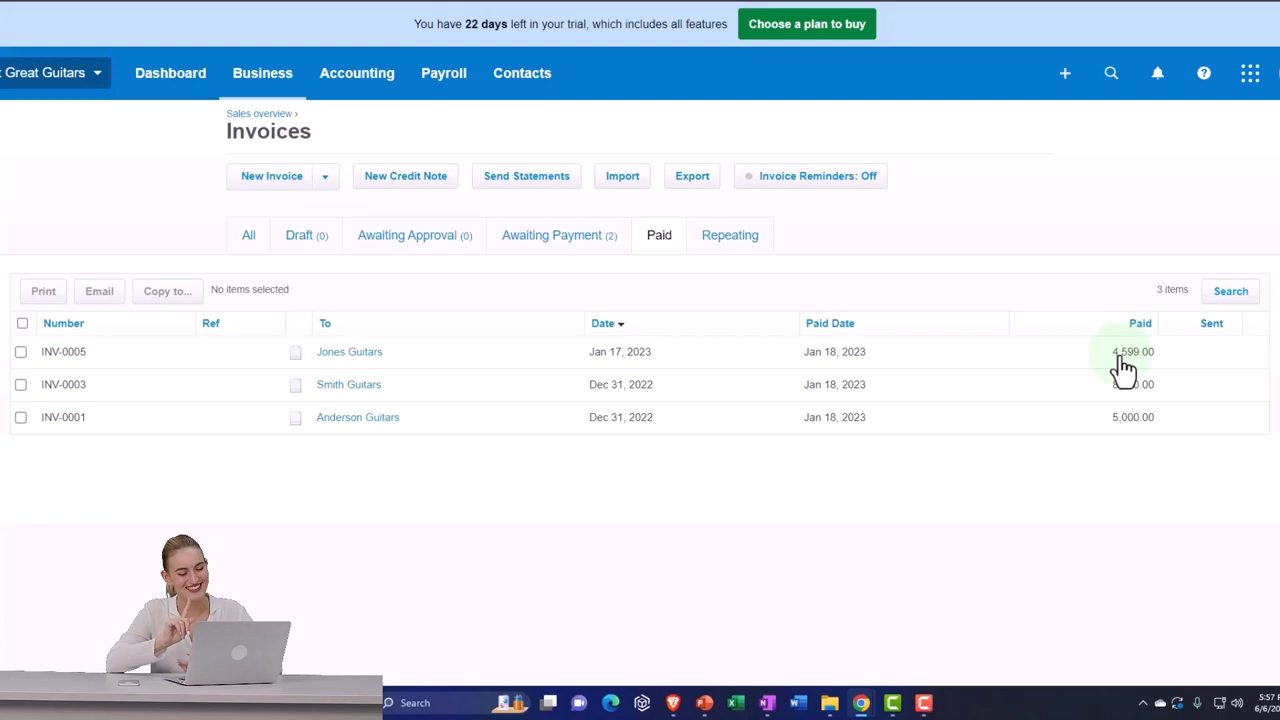 You have 22 days left in your trial, which includes all features Choose a plan to buy
Great Guitars Dashboard Business Accounting Payroll Contacts
Sales overview ›
Invoices
New Invoice New Credit Note Send Statements Import Export Invoice Reminders: Off
All Draft (0) Awaiting Approval (0) Awaiting Payment (2) Paid Repeating
Print Email Copy to... No items selected 3 items Search
Number Ref To Date Paid Date Paid Sent
INV-0005 Jones Guitars Jan 17, 2023 Jan 18, 2023 4,599.00
INV-0003 Smith Guitars Dec 31, 2022 Jan 18, 2023
INV-0001 Anderson Guitars Dec 31, 2022 Jan 18, 2023 5,000.00
Search
5:57